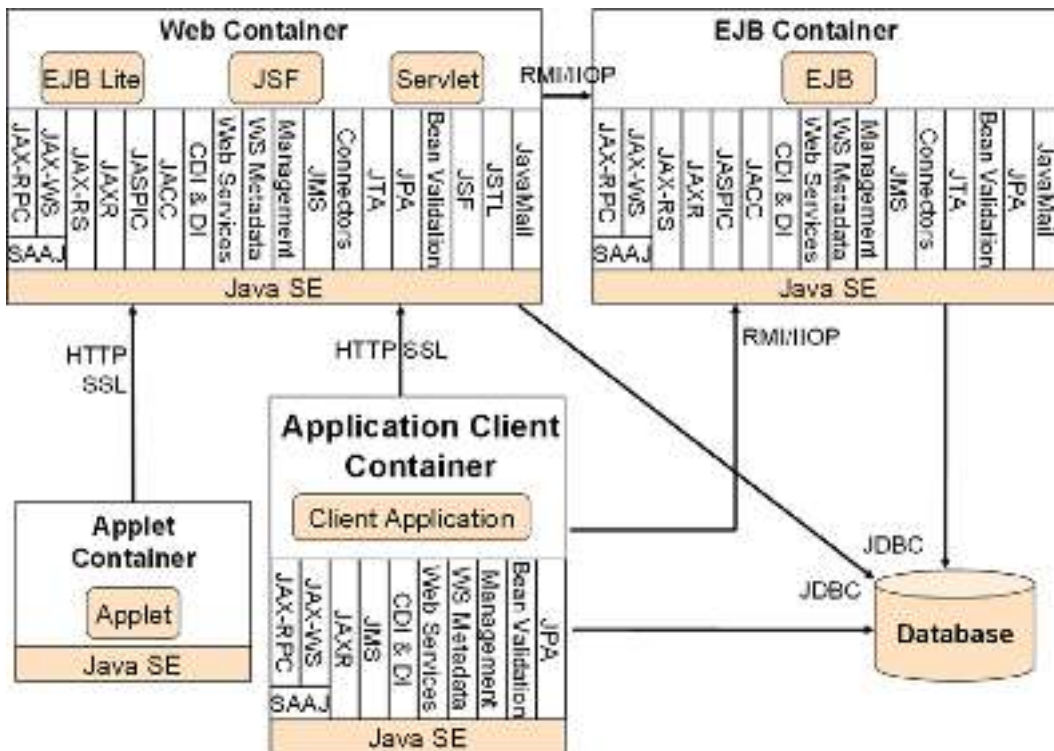 Web Container
EJB Lite
JSF
Servlet
JAX-RPC
JAX-WS
SAAJ
JAX-RS
JAXR
JASPIC
JACC
CDI & DI
Web Services
WS Metadata
Management
JMS
Connectors
JTA
JPA
Bean Validation
JSF
JSTL
JavaMail
Java SE
RMI/IIOP
EJB Container
EJB
JAX-RPC
JAX-WS
SAAJ
JAX-RS
JAXR
JASPIC
JACC
CDI & DI
Web Services
WS Metadata
Management
JMS
Connectors
JTA
Bean Validation
JPA
JavaMail
Java SE
HTTP
SSL
HTTP SSL
RMI/IIOP
Application Client
Container
Client Application
JAX-RPC
JAX-WS
SAAJ
JAXR
JMS
CDI & DI
Web Services
WS Metadata
Management
Bean Validation
JPA
Java SE
Applet
Container
Applet
Java SE
JDBC
JDBC
Database